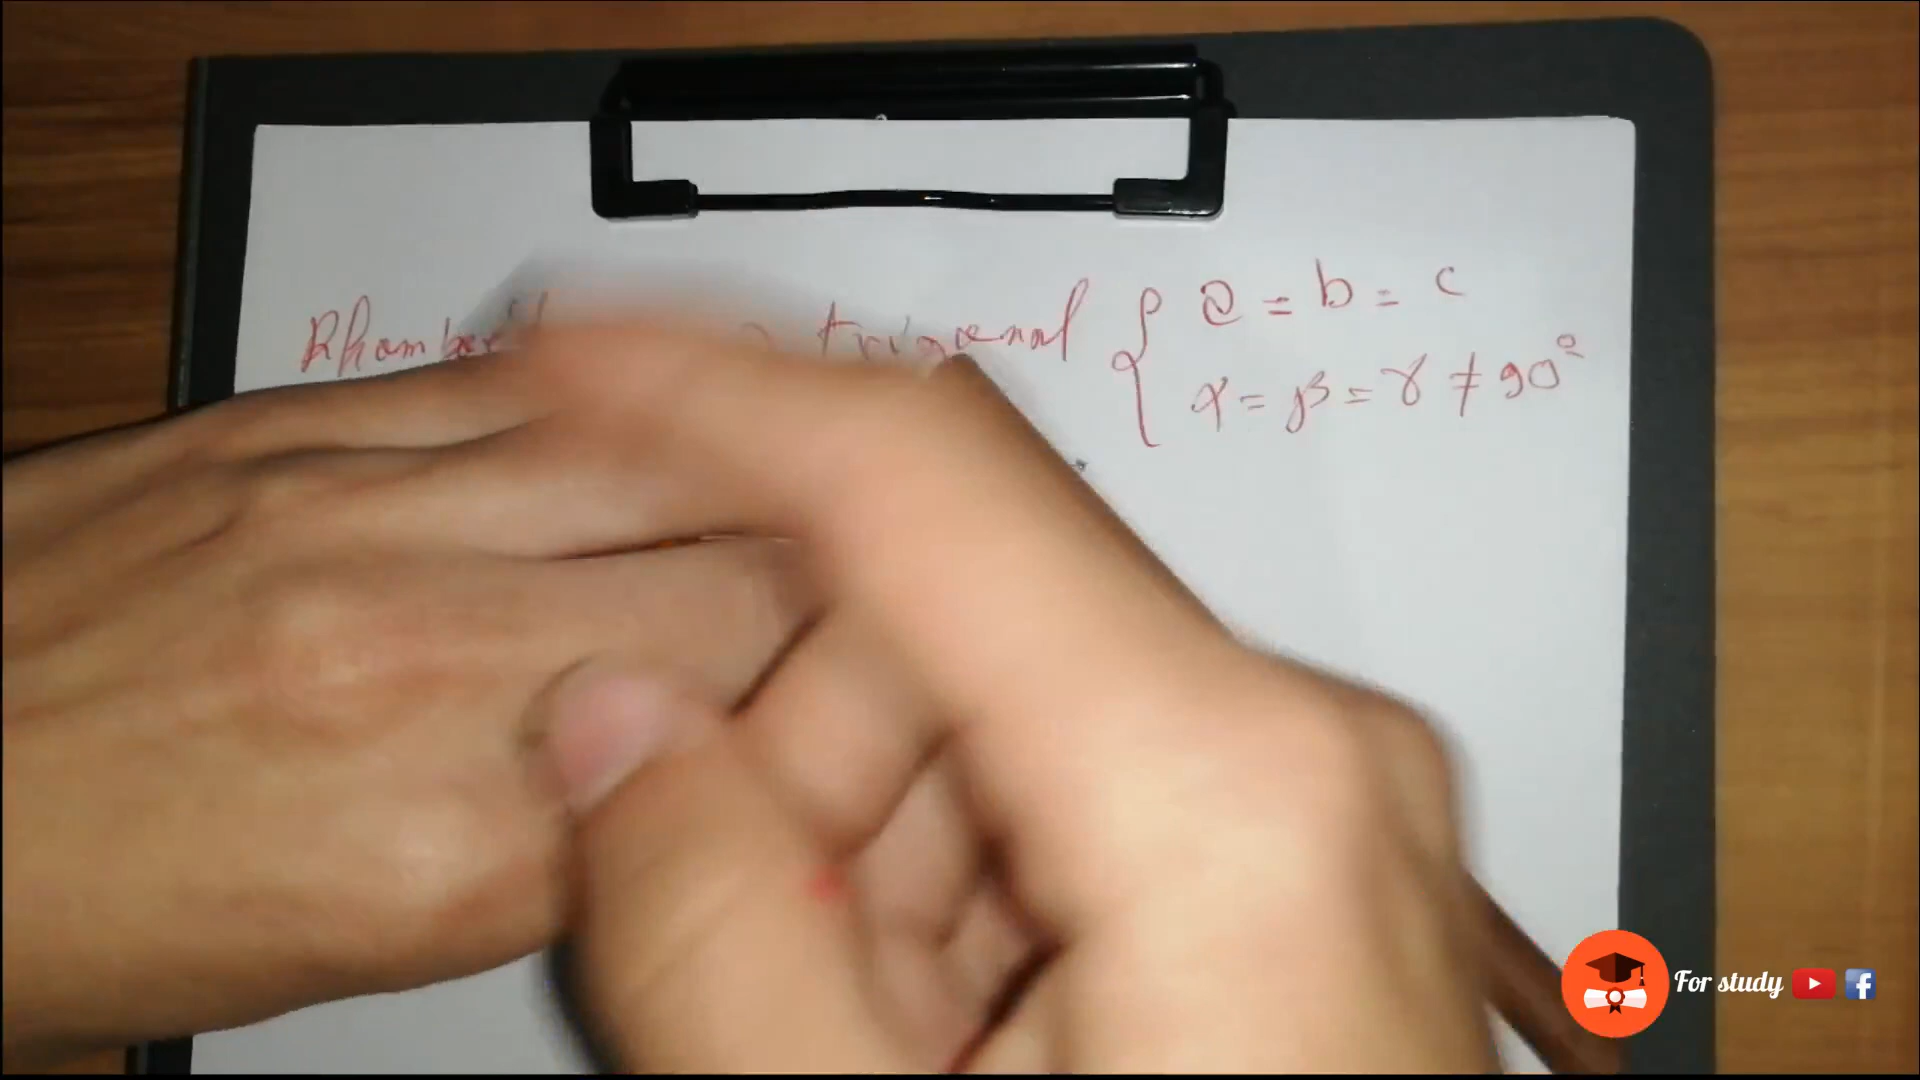 trigonal { a = b = c
α = β = γ ≠ 90°
For study